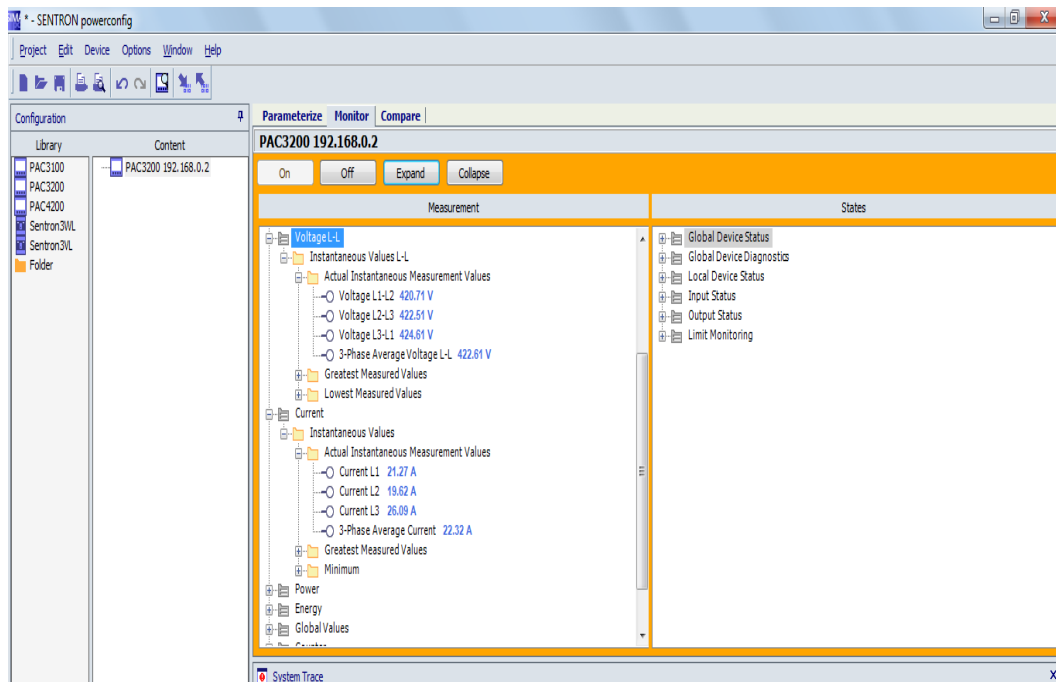 * - SENTRON powerconfig
Project Edit Device Options Window Help
Configuration
Library Content
PAC3100
PAC3200
PAC4200
Sentron3WL
Sentron3VL
Folder
PAC3200 192.168.0.2
Parameterize Monitor Compare
PAC3200 192.168.0.2
On Off Expand Collapse
Measurement States
Voltage L-L
Instantaneous Values L-L
Actual Instantaneous Measurement Values
Voltage L1-L2 420.71 V
Voltage L2-L3 422.51 V
Voltage L3-L1 424.61 V
3-Phase Average Voltage L-L 422.61 V
Greatest Measured Values
Lowest Measured Values
Current
Instantaneous Values
Actual Instantaneous Measurement Values
Current L1 21.27 A
Current L2 19.62 A
Current L3 26.09 A
3-Phase Average Current 22.32 A
Greatest Measured Values
Minimum
Power
Energy
Global Values
Counter
Global Device Status
Global Device Diagnostics
Local Device Status
Input Status
Output Status
Limit Monitoring
System Trace